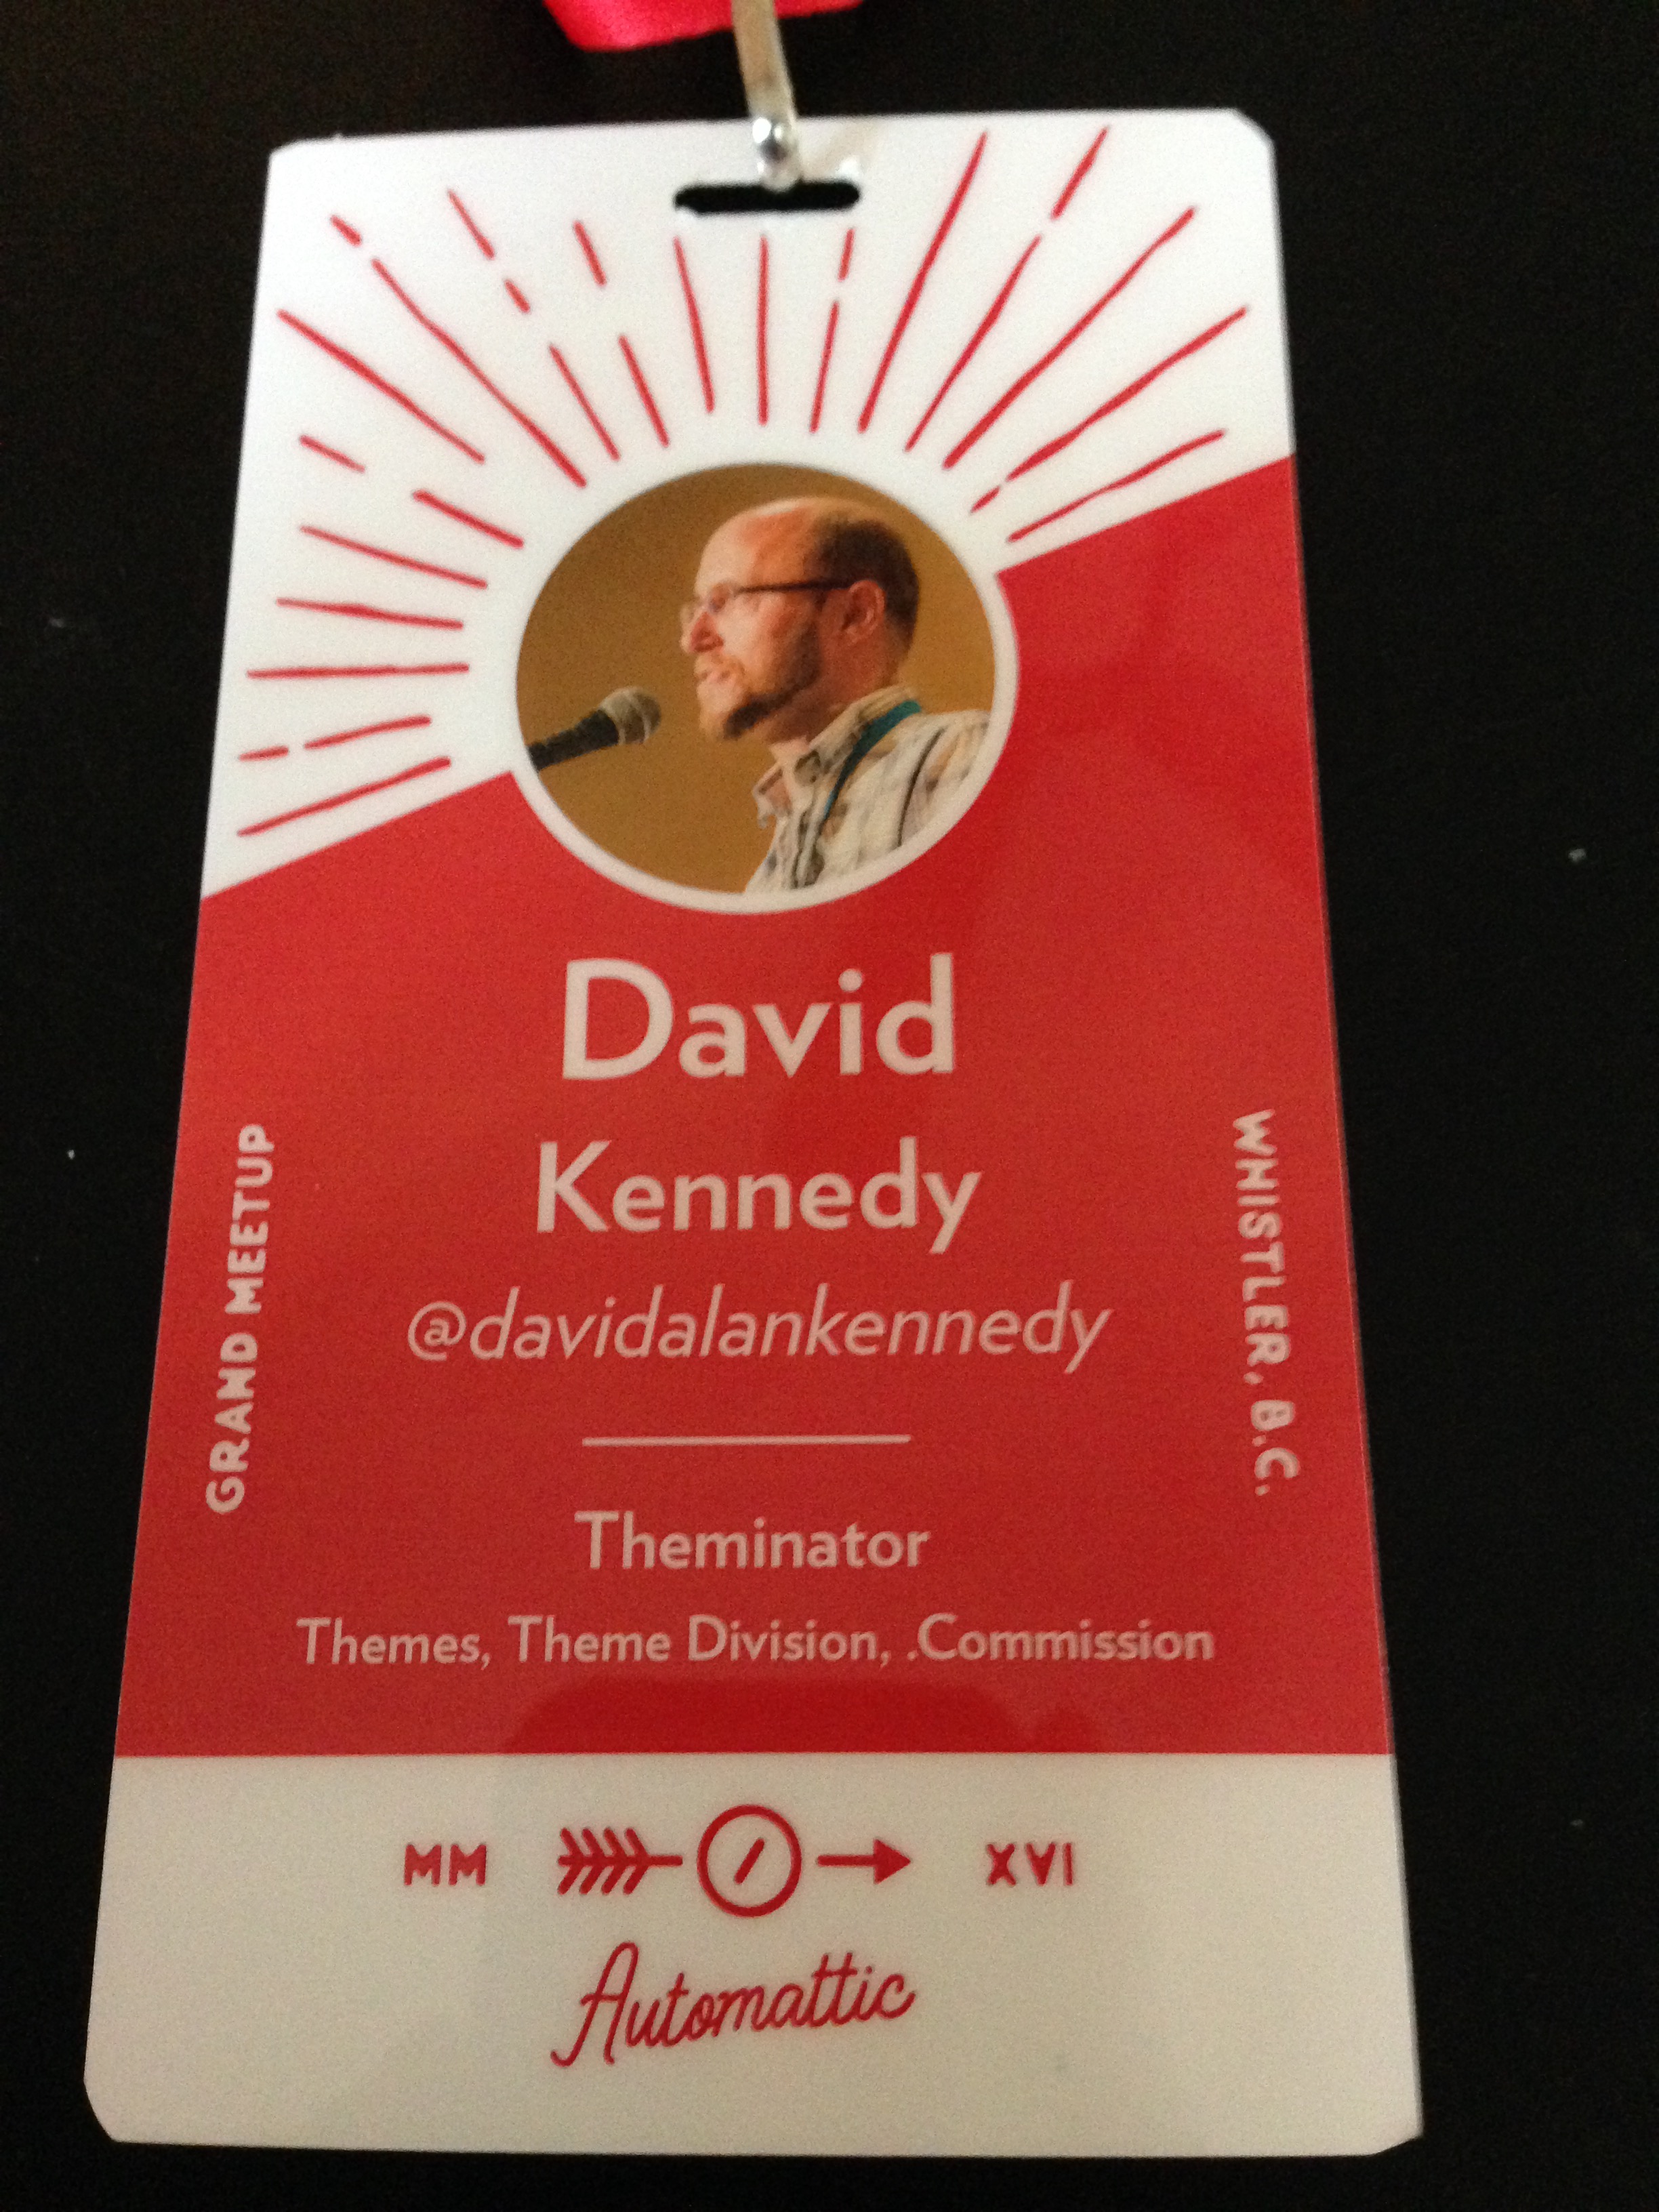 David
Kennedy
@davidalankennedy
GRAND MEETUP
WHISTLER, B.C.
Theminator
Themes, Theme Division, .Commission
MM XVI
Automattic